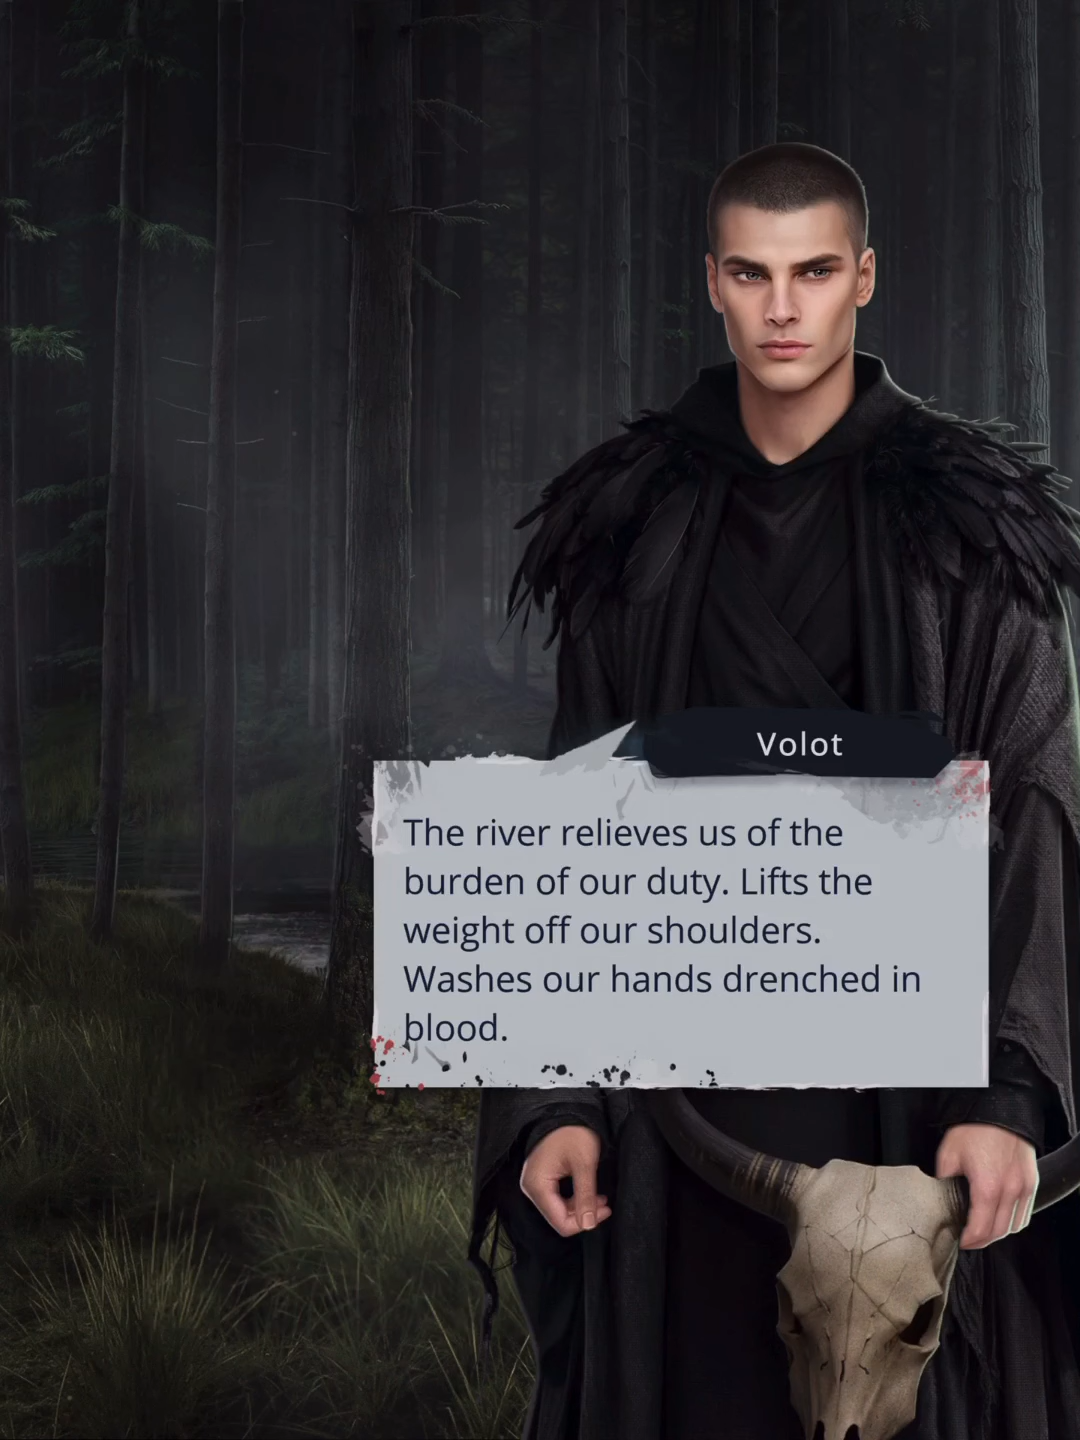 Volot
The river relieves us of the
burden of our duty. Lifts the
weight off our shoulders.
Washes our hands drenched in
blood.